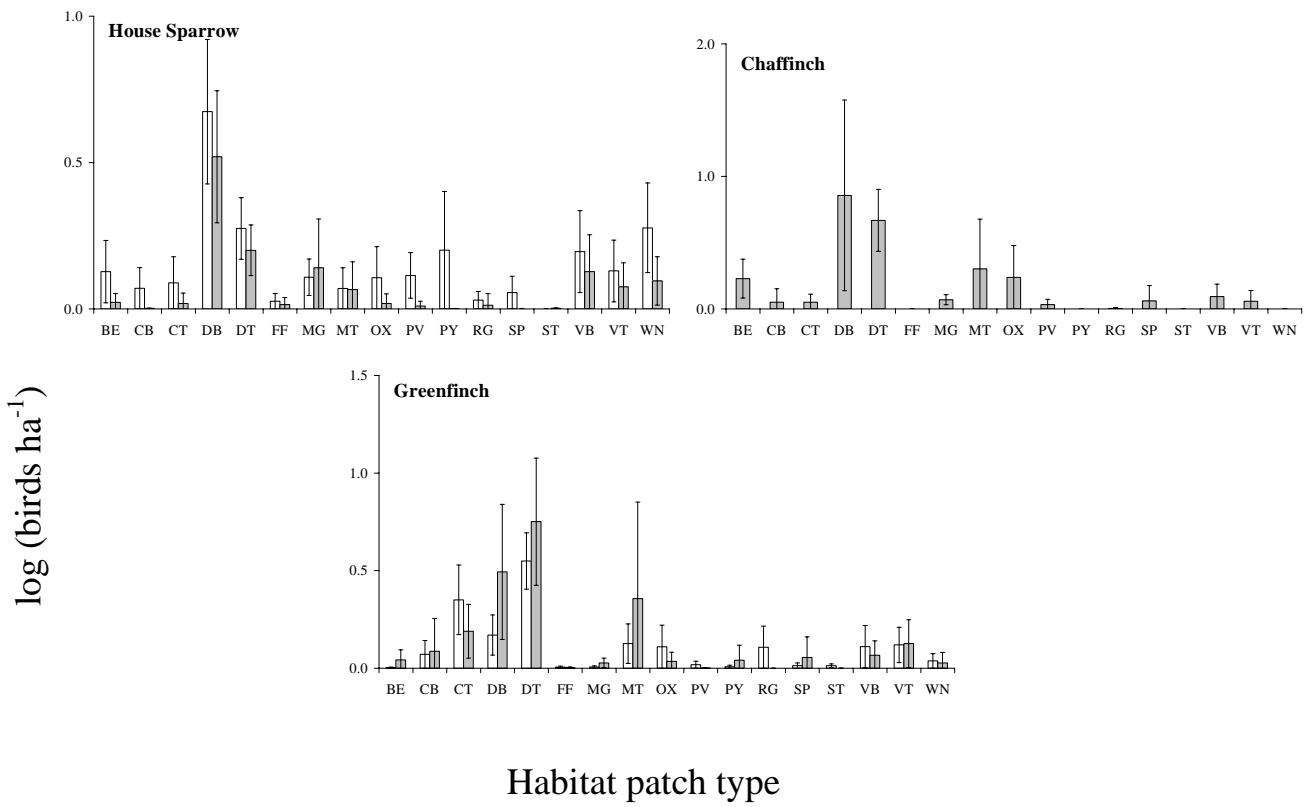 House Sparrow
1.0
0.5
0.0
BE CB CT DB DT FF MG MT OX PV PY RG SP ST VB VT WN
Chaffinch
2.0
1.0
0.0
BE CB CT DB DT FF MG MT OX PV PY RG SP ST VB VT WN
Greenfinch
1.5
1.0
0.5
0.0
BE CB CT DB DT FF MG MT OX PV PY RG SP ST VB VT WN
log (birds ha⁻¹)
Habitat patch type